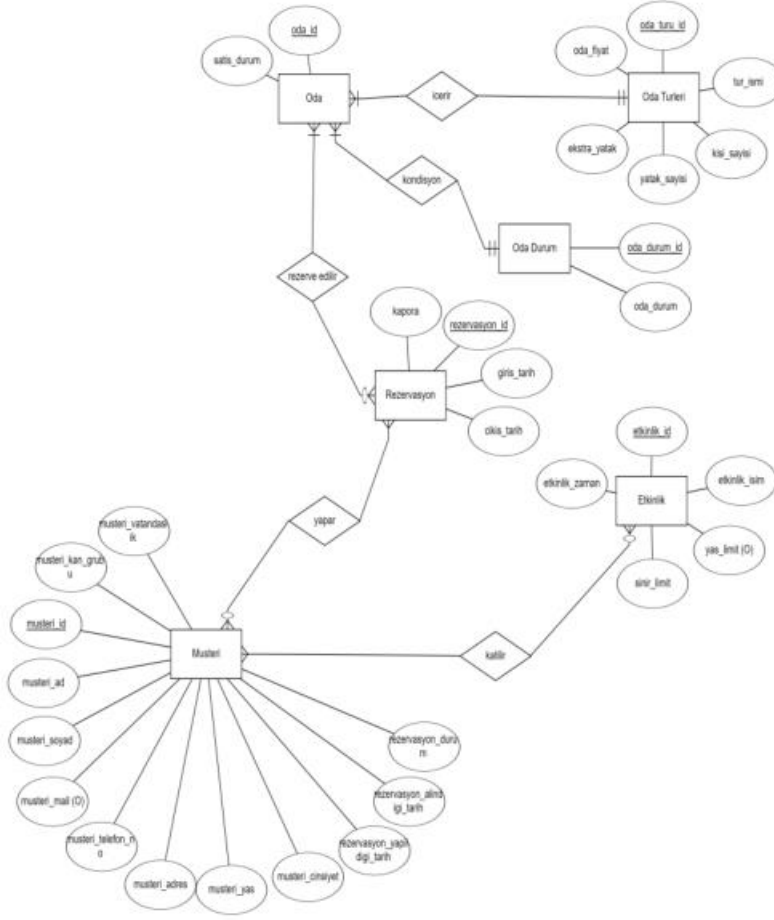 oda_id
satis_durum
Oda
icerir
oda_turu_id
oda_fiyat
tur_ismi
Oda Turleri
ekstra_yatak
kisi_sayisi
yatak_sayisi
kondisyon
Oda Durum
oda_durum_id
oda_durum
rezerve edilir
kapora
rezervasyon_id
giris_tarih
Rezervasyon
cikis_tarih
etkinlik_id
etkinlik_zaman
etkinlik_isim
Etkinlik
yas_limit (O)
sinir_limit
yapar
musteri_vatandasl
ik
musteri_kan_grub
u
musteri_id
Musteri
katilir
musteri_ad
musteri_soyad
musteri_mail (O)
musteri_telefon_n
o
musteri_adres
musteri_yas
musteri_cinsiyet
rezervasyon_yapil
digi_tarih
rezervasyon_alind
igi_tarih
rezervasyon_duru
m